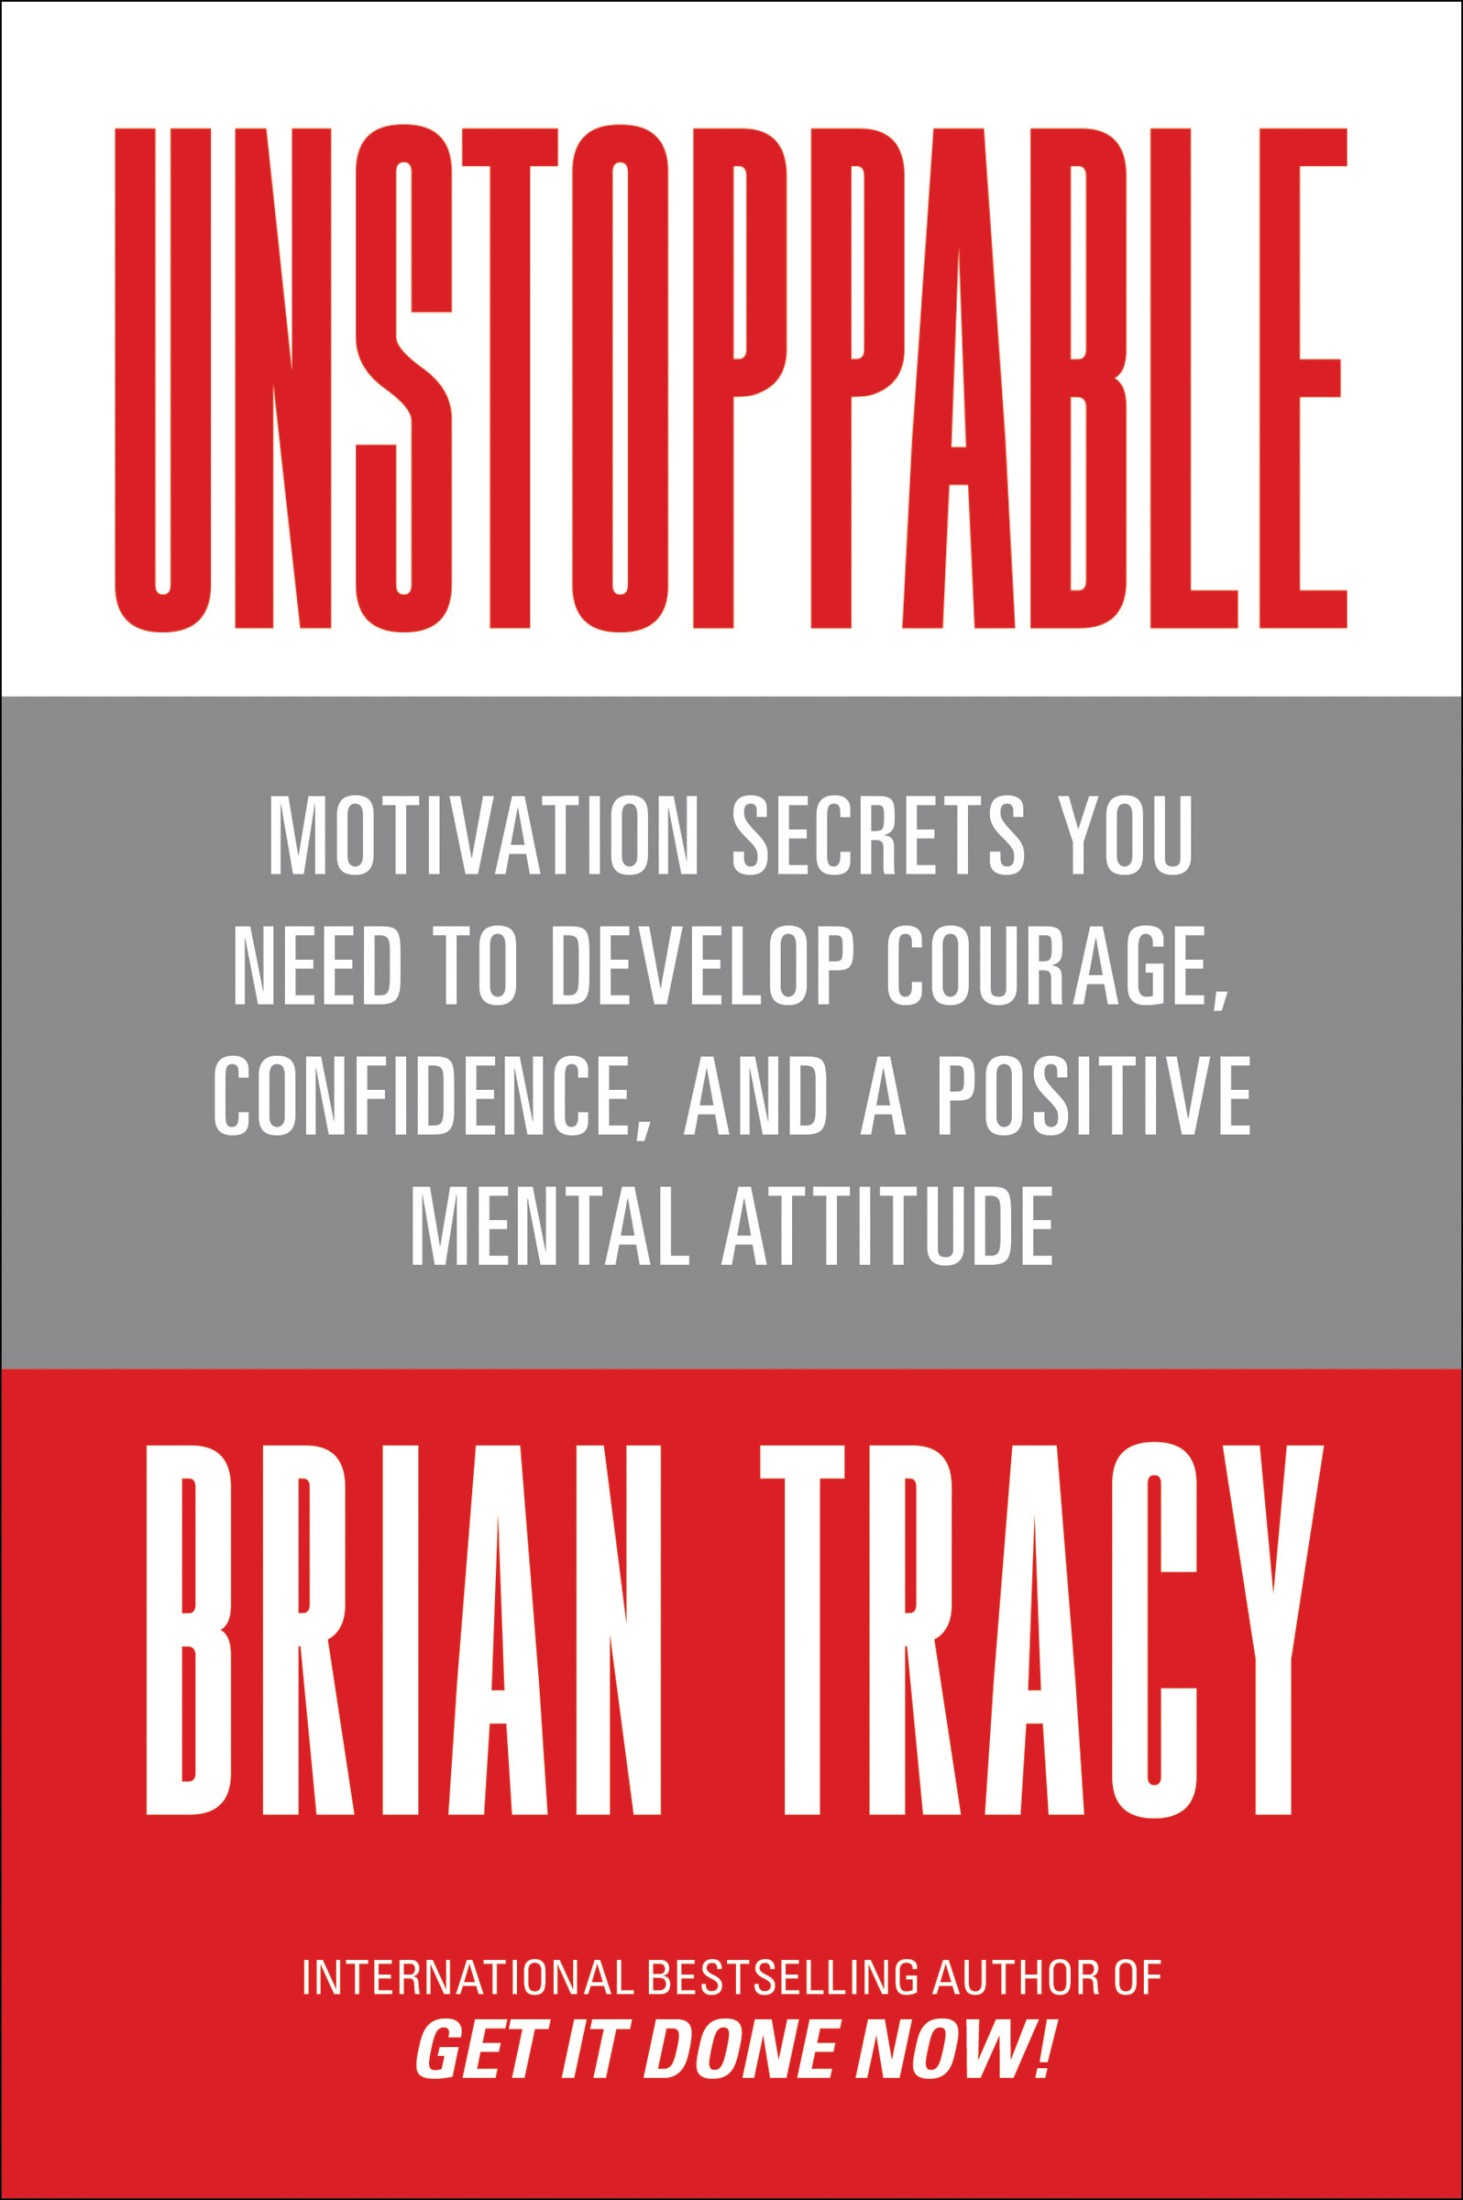 UNSTOPPABLE
MOTIVATION SECRETS YOU
NEED TO DEVELOP COURAGE,
CONFIDENCE, AND A POSITIVE
MENTAL ATTITUDE
BRIAN TRACY
INTERNATIONAL BESTSELLING AUTHOR OF
GET IT DONE NOW!